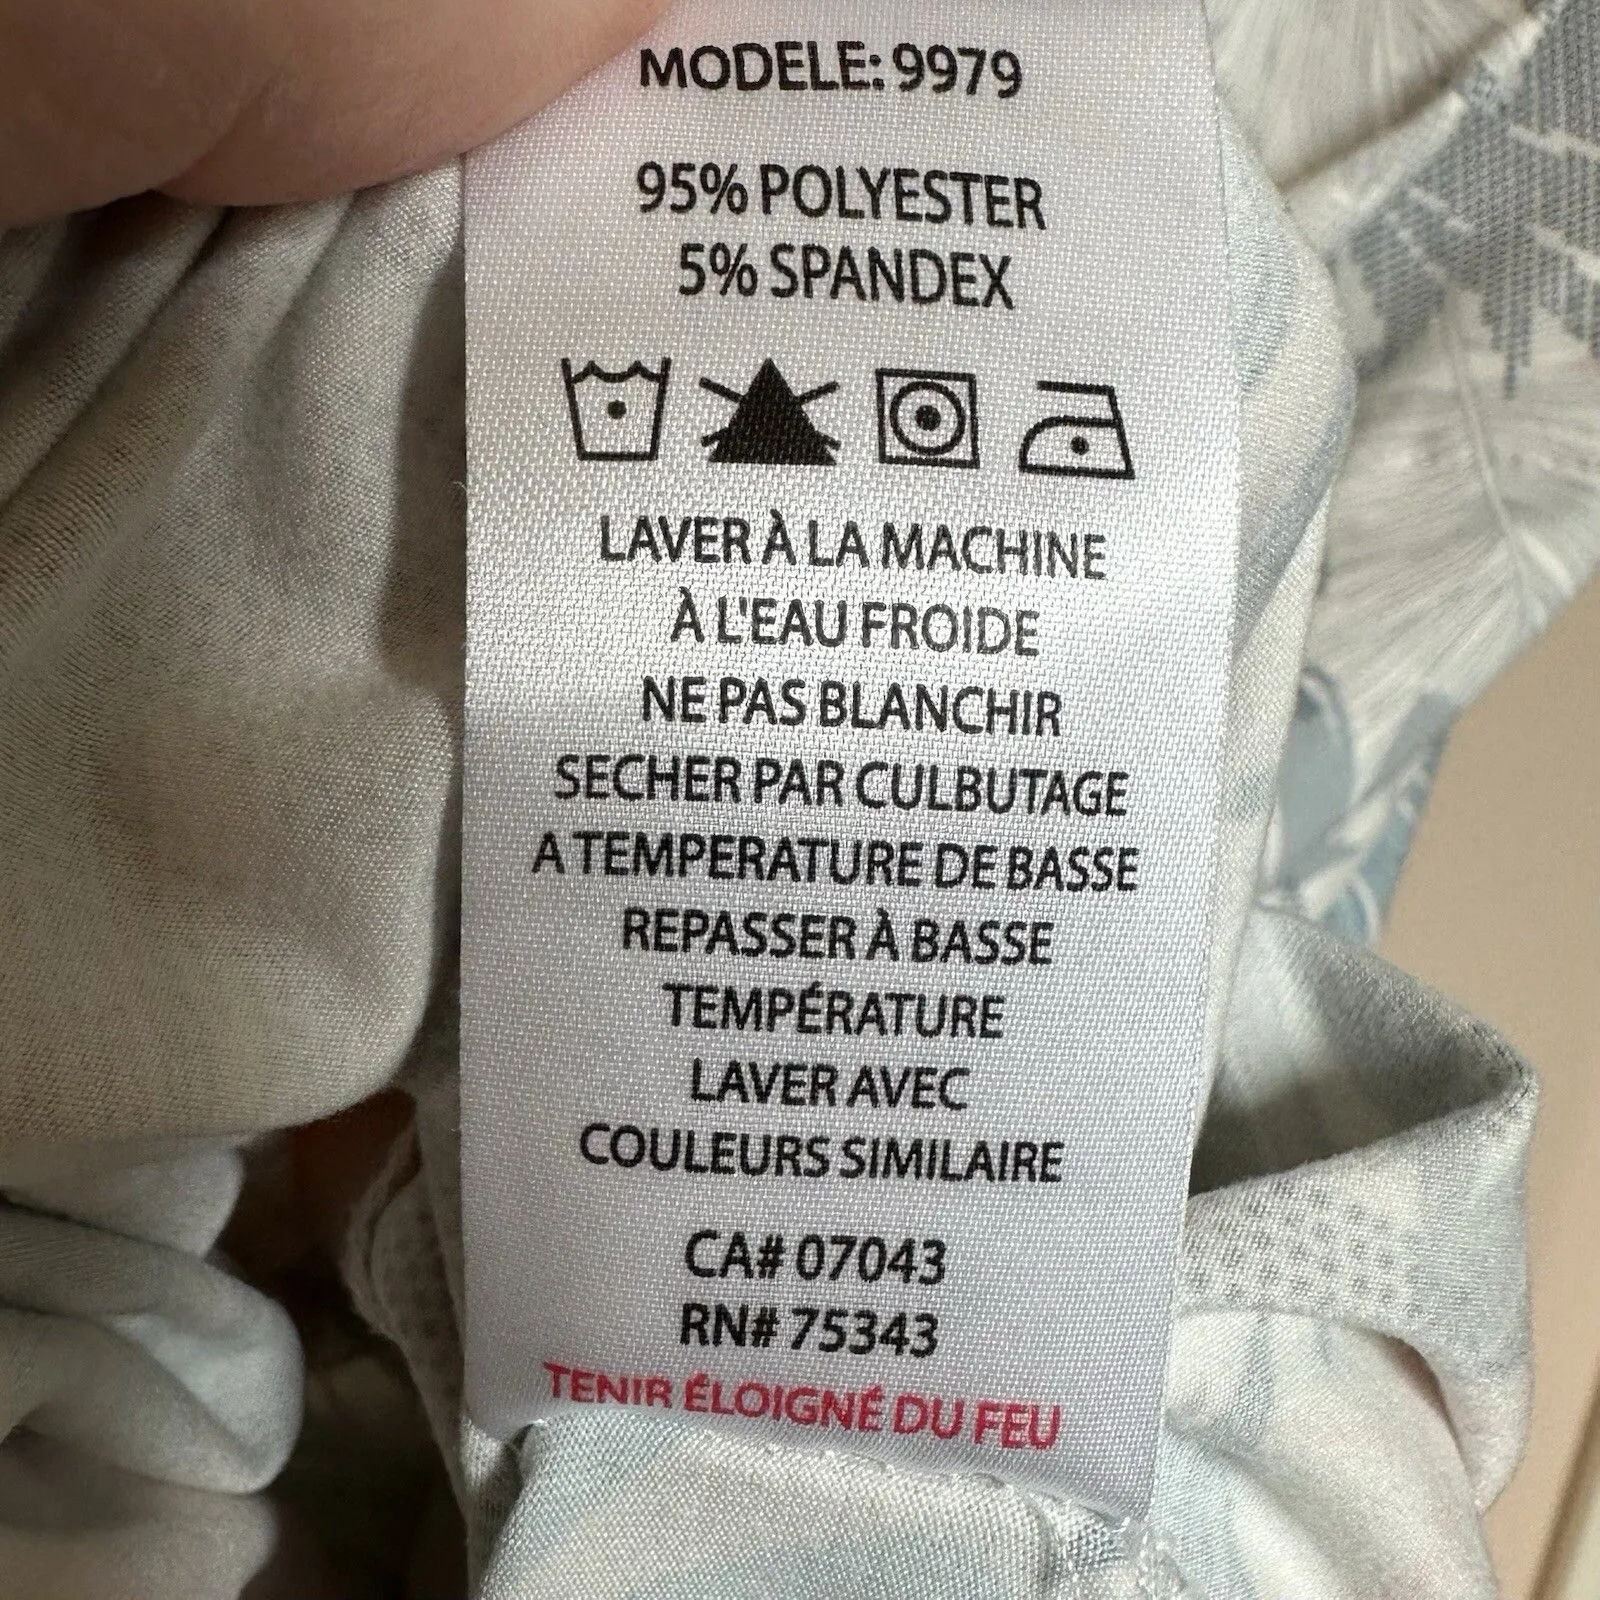 MODELE: 9979
95% POLYESTER
5% SPANDEX
LAVER À LA MACHINE
À L'EAU FROIDE
NE PAS BLANCHIR
SECHER PAR CULBUTAGE
A TEMPERATURE DE BASSE
REPASSER À BASSE
TEMPÉRATURE
LAVER AVEC
COULEURS SIMILAIRE
CA# 07043
RN# 75343
TENIR ÉLOIGNÉ DU FEU